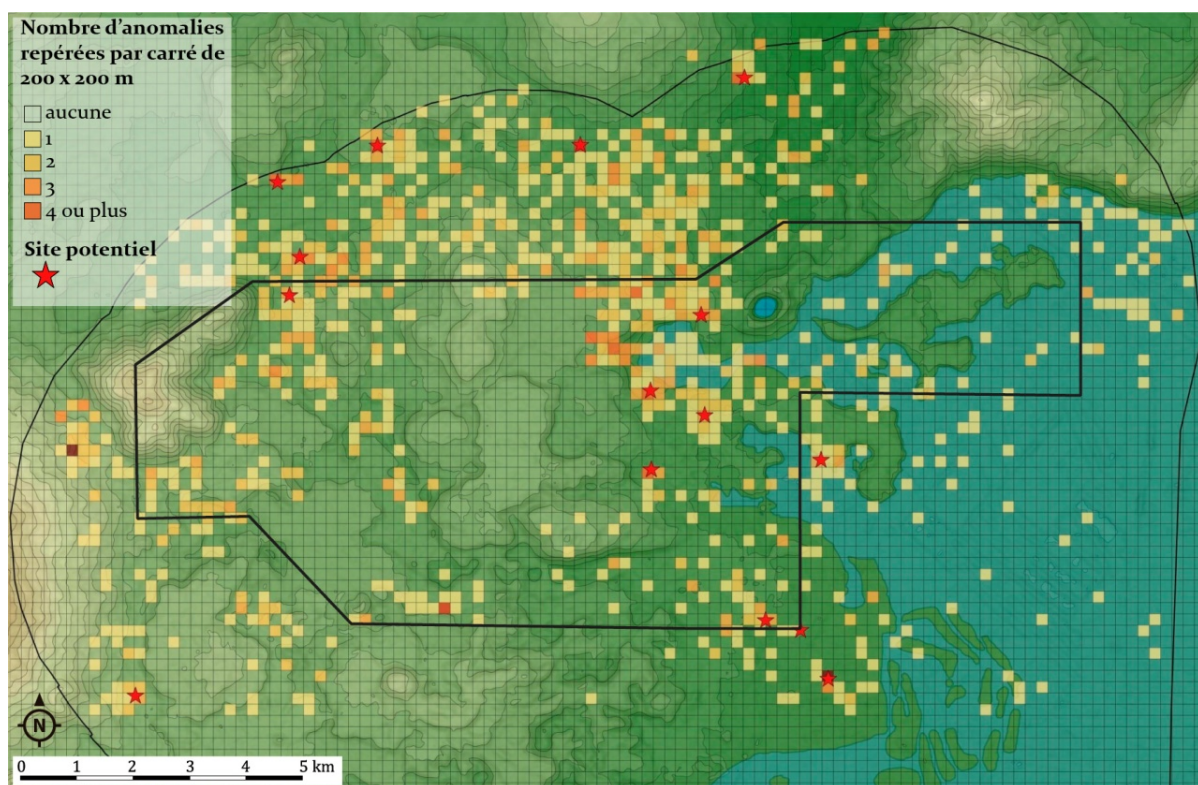 Nombre d'anomalies
repérées par carré de
200 x 200 m
aucune
1
2
3
4 ou plus
Site potentiel
N
0 1 2 3 4 5 km